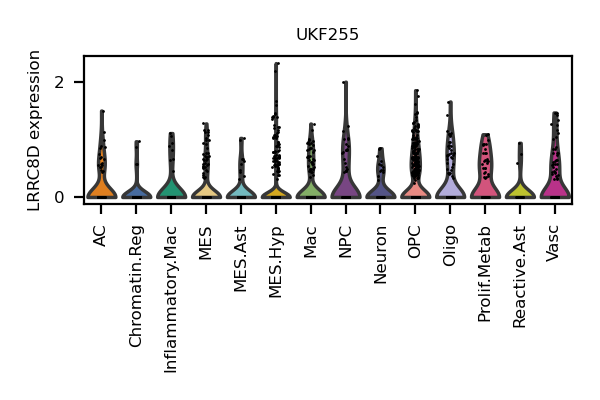 UKF255
LRRC8D expression
2
0
AC
Chromatin.Reg
Inflammatory.Mac
MES
MES.Ast
MES.Hyp
Mac
NPC
Neuron
OPC
Oligo
Prolif.Metab
Reactive.Ast
Vasc